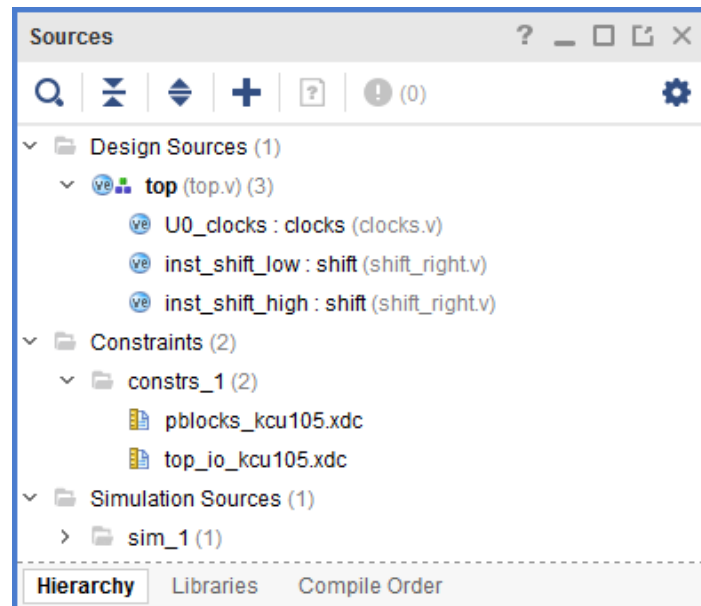 Sources
(0)
Design Sources (1)
top (top.v) (3)
U0_clocks : clocks (clocks.v)
inst_shift_low : shift (shift_right.v)
inst_shift_high : shift (shift_right.v)
Constraints (2)
constrs_1 (2)
pblocks_kcu105.xdc
top_io_kcu105.xdc
Simulation Sources (1)
sim_1 (1)
Hierarchy Libraries Compile Order